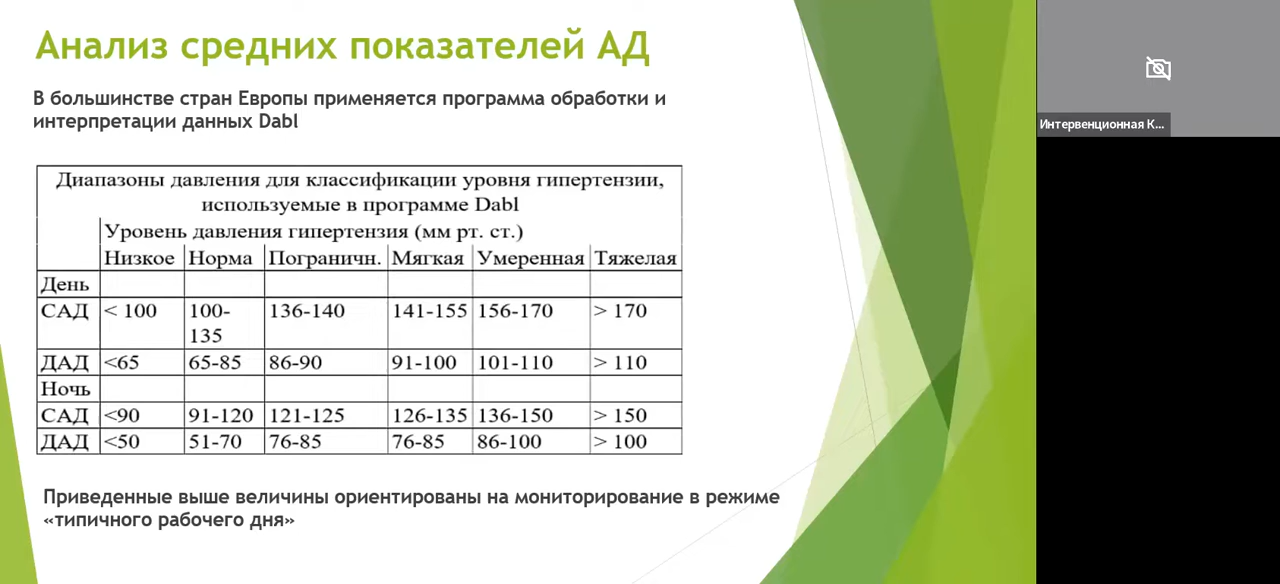 Анализ средних показателей АД
В большинстве стран Европы применяется программа обработки и
интерпретации данных Dabl
Диапазоны давления для классификации уровня гипертензии,
используемые в программе Dabl
Уровень давления гипертензия (мм рт. ст.)
Низкое Норма Пограничн. Мягкая Умеренная Тяжелая
День
САД < 100 100-135 136-140 141-155 156-170 > 170
ДАД <65 65-85 86-90 91-100 101-110 > 110
Ночь
САД <90 91-120 121-125 126-135 136-150 > 150
ДАД <50 51-70 76-85 76-85 86-100 > 100
Приведенные выше величины ориентированы на мониторирование в режиме
«типичного рабочего дня»
Интервенционная К...